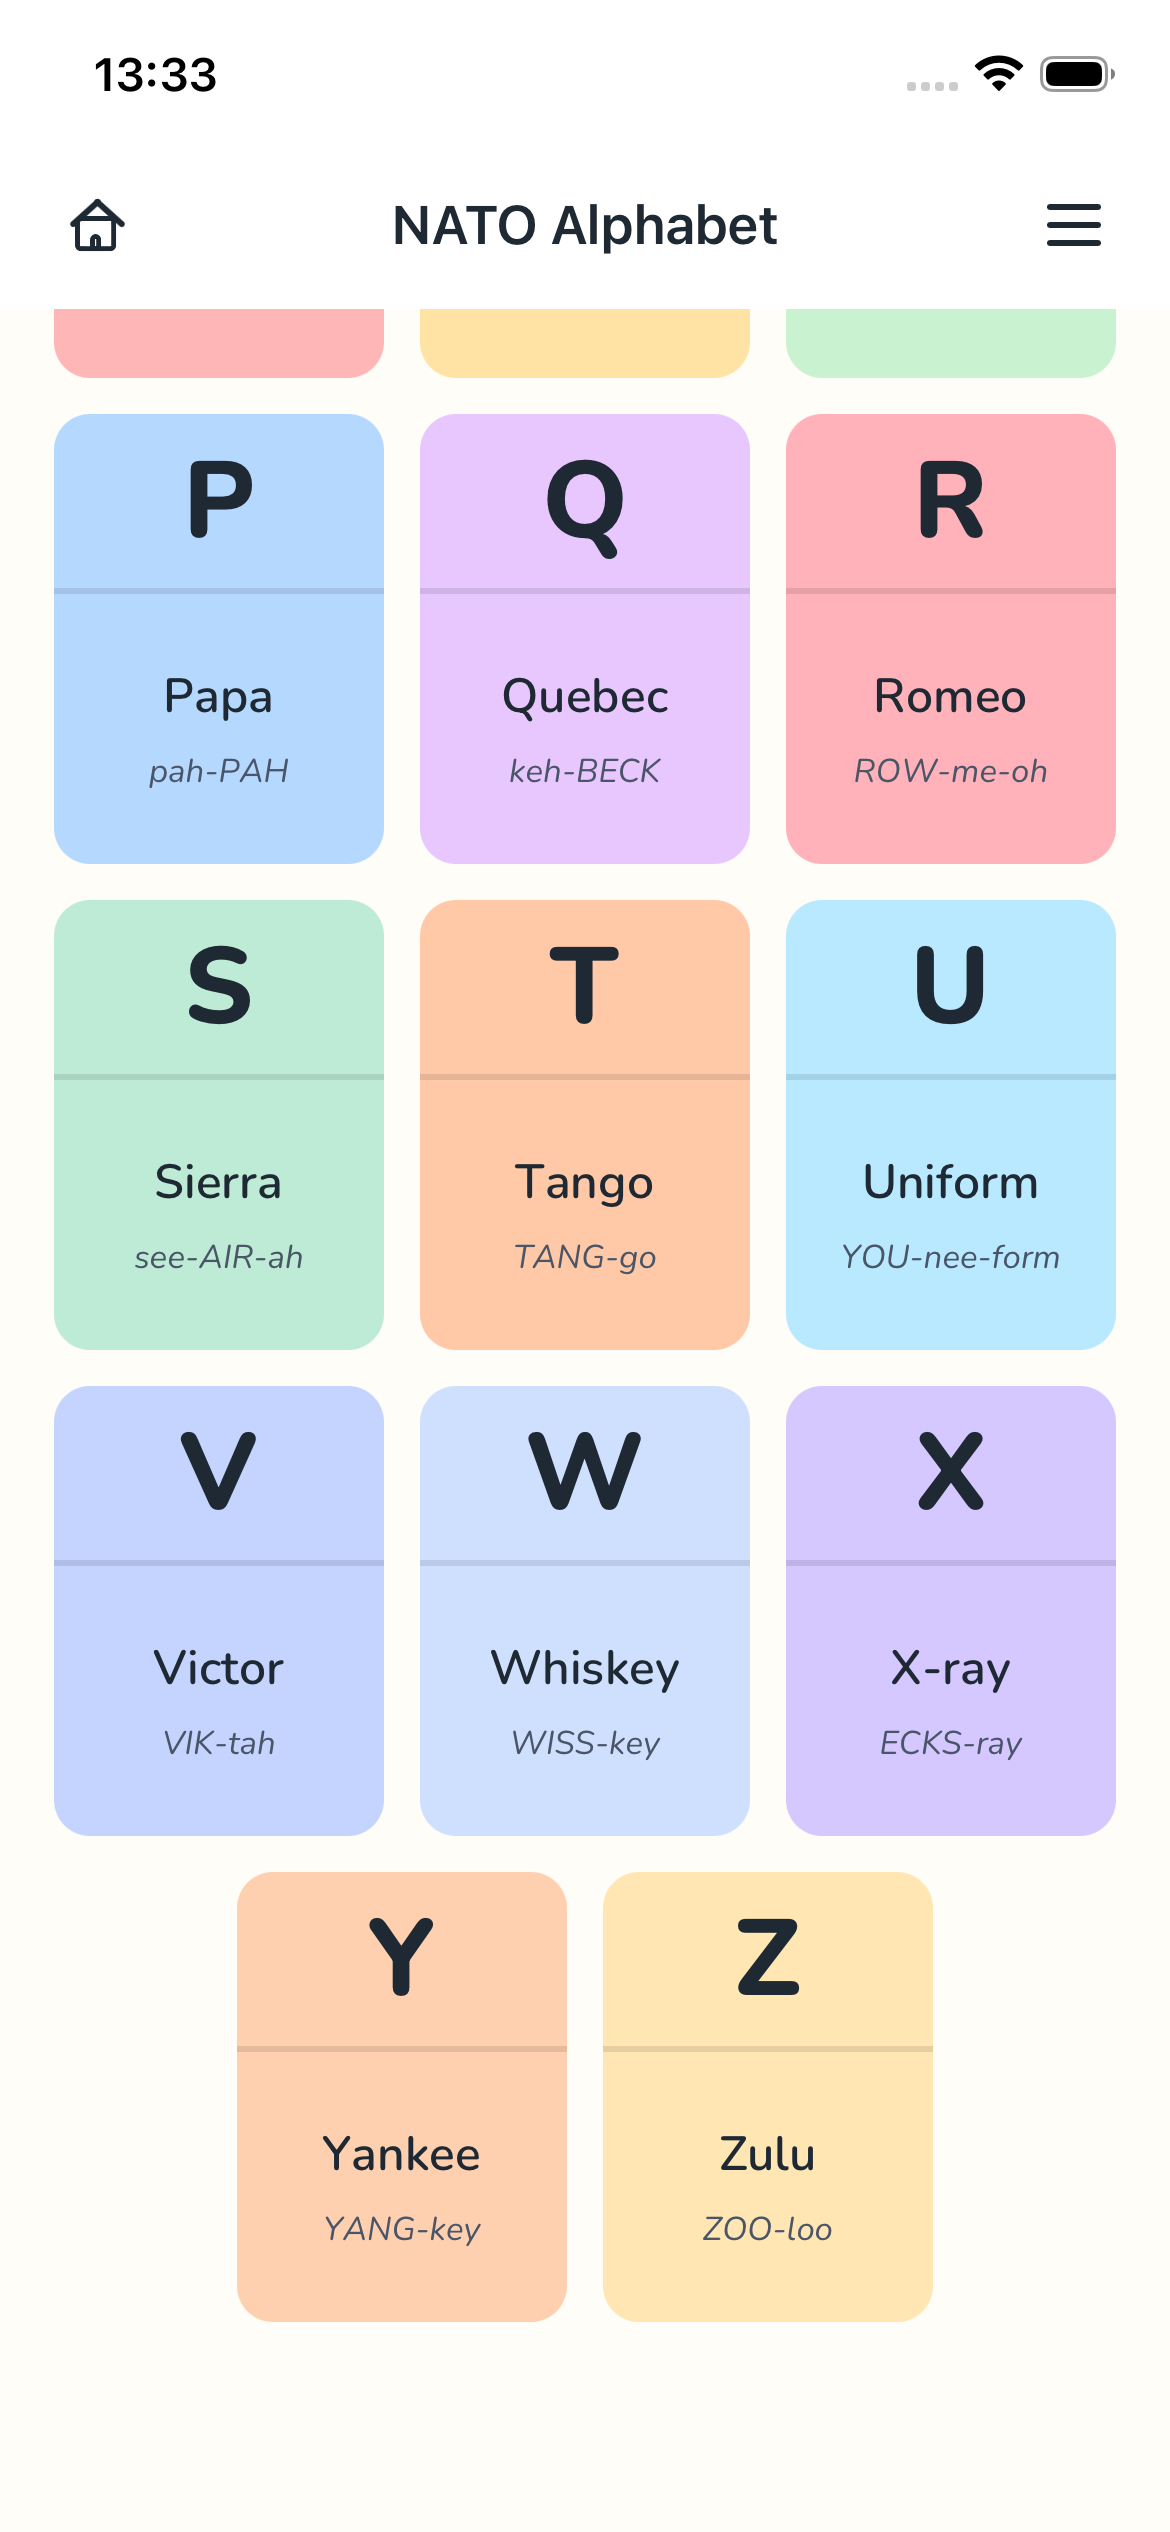 13:33
NATO Alphabet
P
Q
R
Papa
Quebec
Romeo
pah-PAH
keh-BECK
ROW-me-oh
S
T
U
Sierra
Tango
Uniform
see-AIR-ah
TANG-go
YOU-nee-form
V
W
X
Victor
Whiskey
X-ray
VIK-tah
WISS-key
ECKS-ray
Y
Z
Yankee
Zulu
YANG-key
ZOO-loo